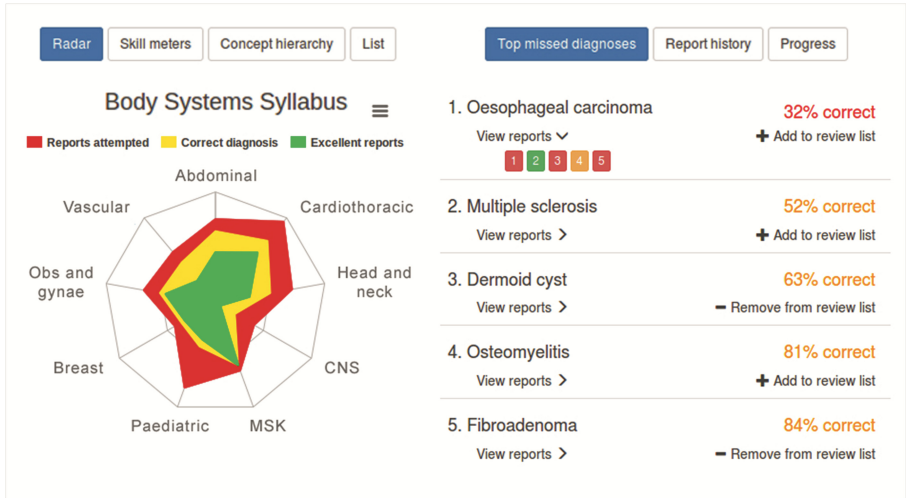 Radar
Skill meters
Concept hierarchy
List
Body Systems Syllabus
Reports attempted
Correct diagnosis
Excellent reports
Abdominal
Cardiothoracic
Head and
neck
CNS
MSK
Paediatric
Breast
Obs and
gynae
Vascular
Top missed diagnoses
Report history
Progress
1. Oesophageal carcinoma
32% correct
View reports
Add to review list
1 2 3 4 5
2. Multiple sclerosis
52% correct
View reports
Add to review list
3. Dermoid cyst
63% correct
View reports
Remove from review list
4. Osteomyelitis
81% correct
View reports
Add to review list
5. Fibroadenoma
84% correct
View reports
Remove from review list